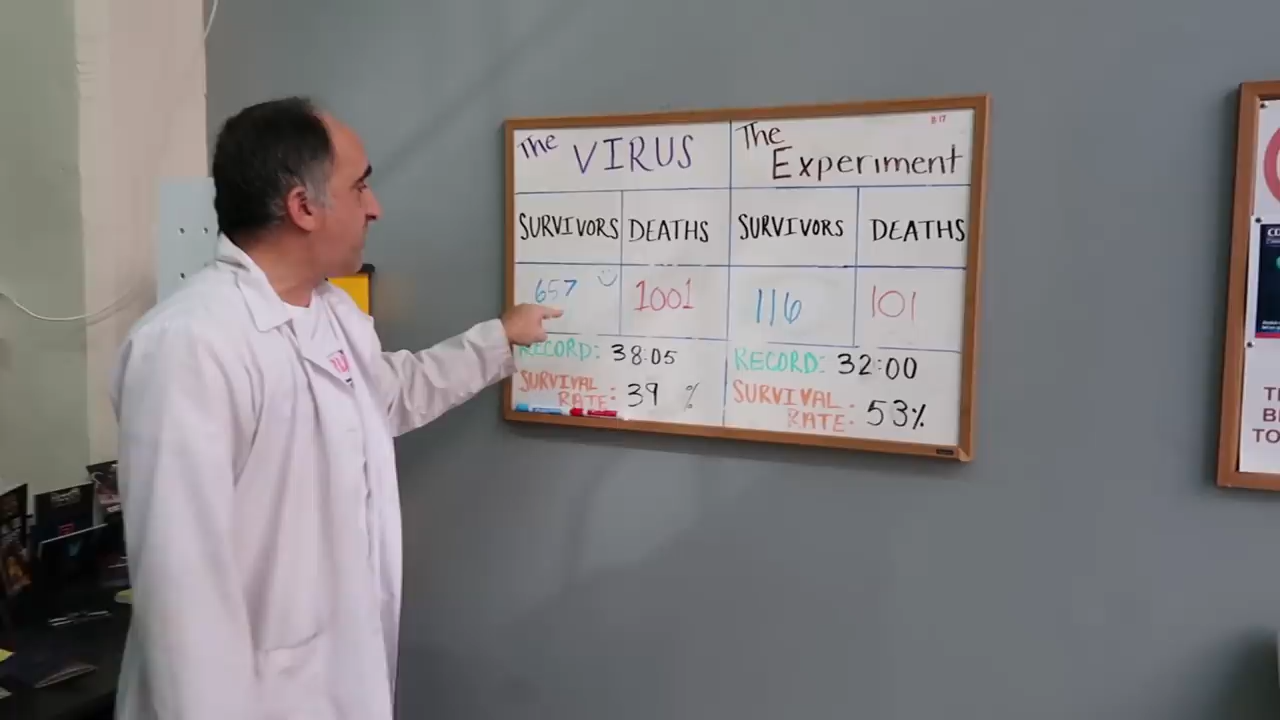 The VIRUS
SURVIVORS DEATHS
657 1001
RECORD: 38:05
SURVIVAL RATE: 39 %
The Experiment
SURVIVORS DEATHS
116 101
RECORD: 32:00
SURVIVAL RATE: 53%